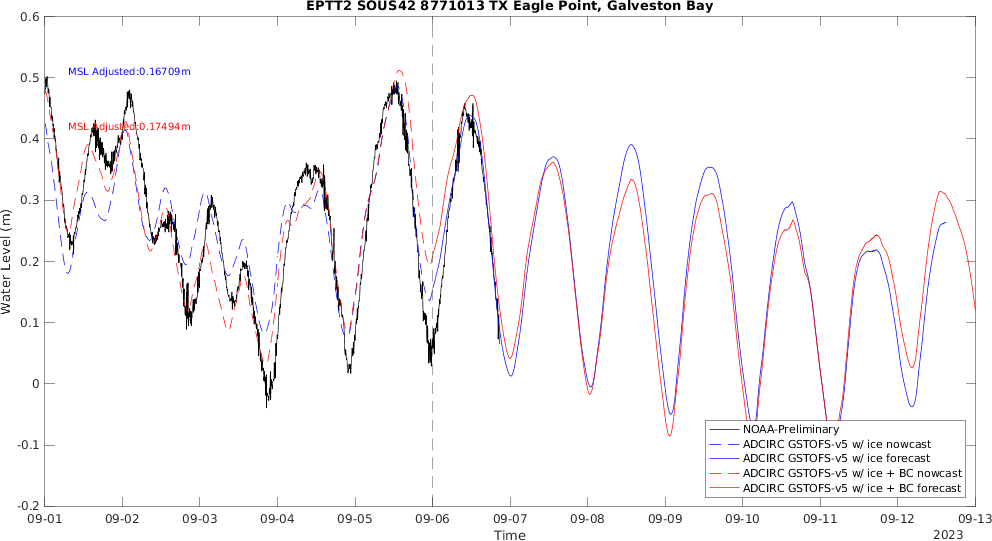 EPTT2 SOUS42 8771013 TX Eagle Point, Galveston Bay
0.6
0.5
0.4
0.3
0.2
0.1
0
-0.1
-0.2
Water Level (m)
MSL Adjusted:0.16709m
MSL Adjusted:0.17494m
NOAA-Preliminary
ADCIRC GSTOFS-v5 w/ ice nowcast
ADCIRC GSTOFS-v5 w/ ice forecast
ADCIRC GSTOFS-v5 w/ ice + BC nowcast
ADCIRC GSTOFS-v5 w/ ice + BC forecast
09-01 09-02 09-03 09-04 09-05 09-06 09-07 09-08 09-09 09-10 09-11 09-12 09-13
Time
2023